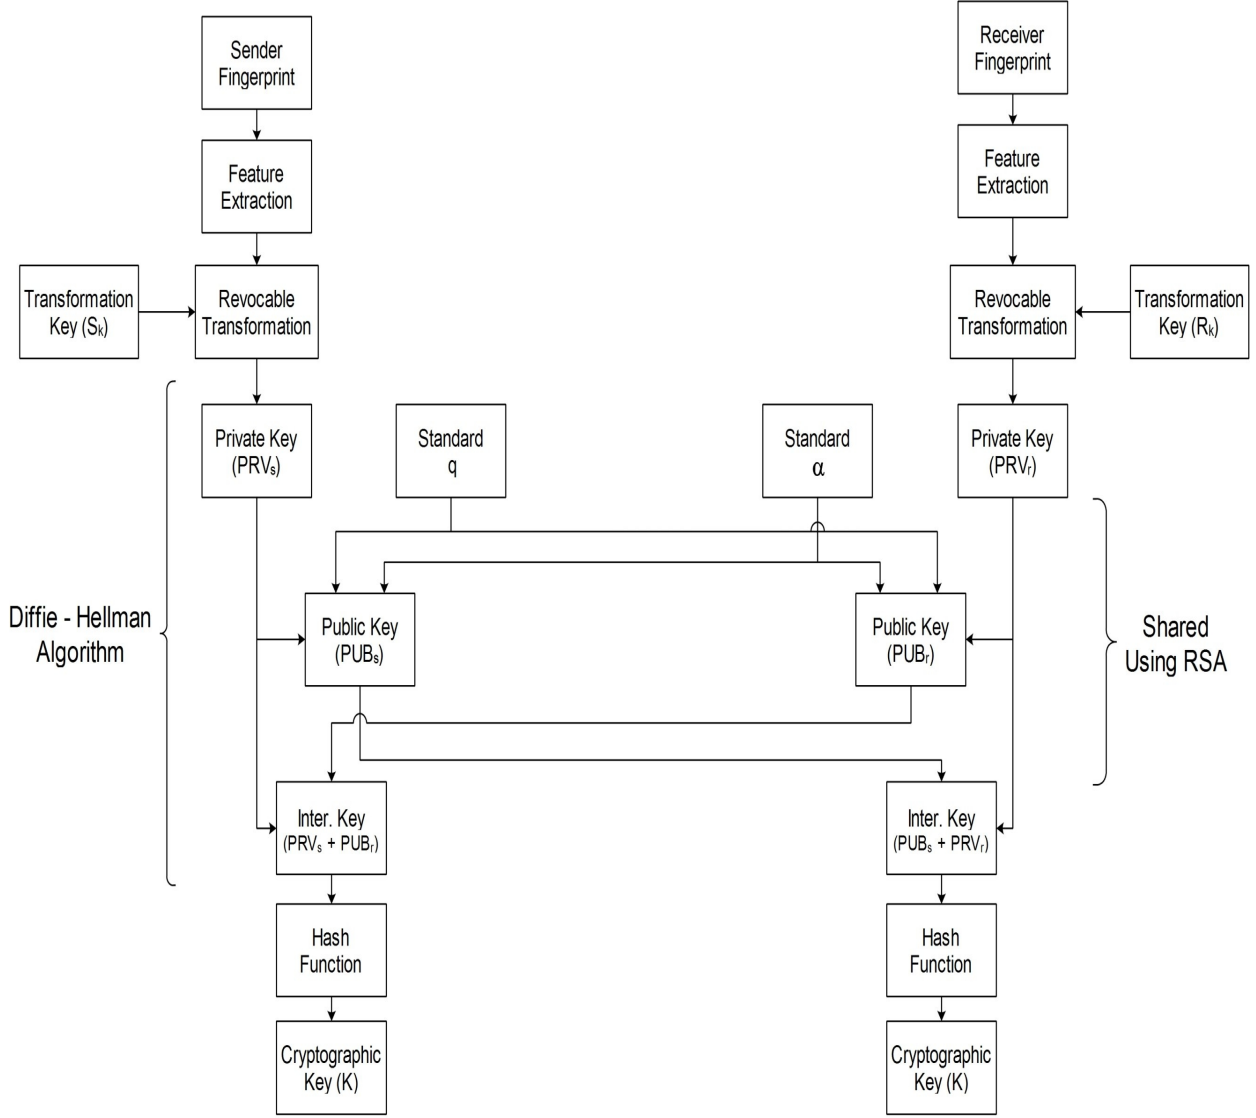 Sender
Fingerprint
Receiver
Fingerprint
Feature
Extraction
Feature
Extraction
Transformation
Key (Sₖ)
Revocable
Transformation
Revocable
Transformation
Transformation
Key (Rₖ)
Private Key
(PRVₛ)
Standard
q
Standard
α
Private Key
(PRVᵣ)
Diffie - Hellman
Algorithm
Public Key
(PUBₛ)
Public Key
(PUBᵣ)
Shared
Using RSA
Inter. Key
(PRVₛ + PUBᵣ)
Inter. Key
(PUBₛ + PRVᵣ)
Hash
Function
Hash
Function
Cryptographic
Key (K)
Cryptographic
Key (K)